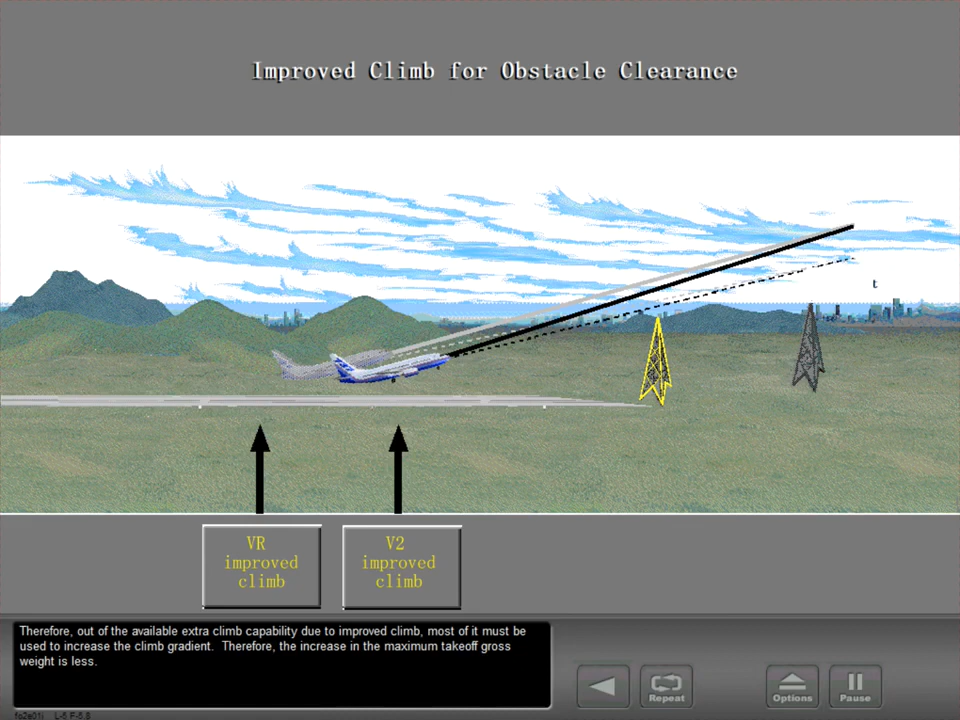 Improved Climb for Obstacle Clearance
t
VR
improved
climb
V2
improved
climb
Therefore, out of the available extra climb capability due to improved climb, most of it must be
used to increase the climb gradient.  Therefore, the increase in the maximum takeoff gross
weight is less.
Repeat
Options
Pause